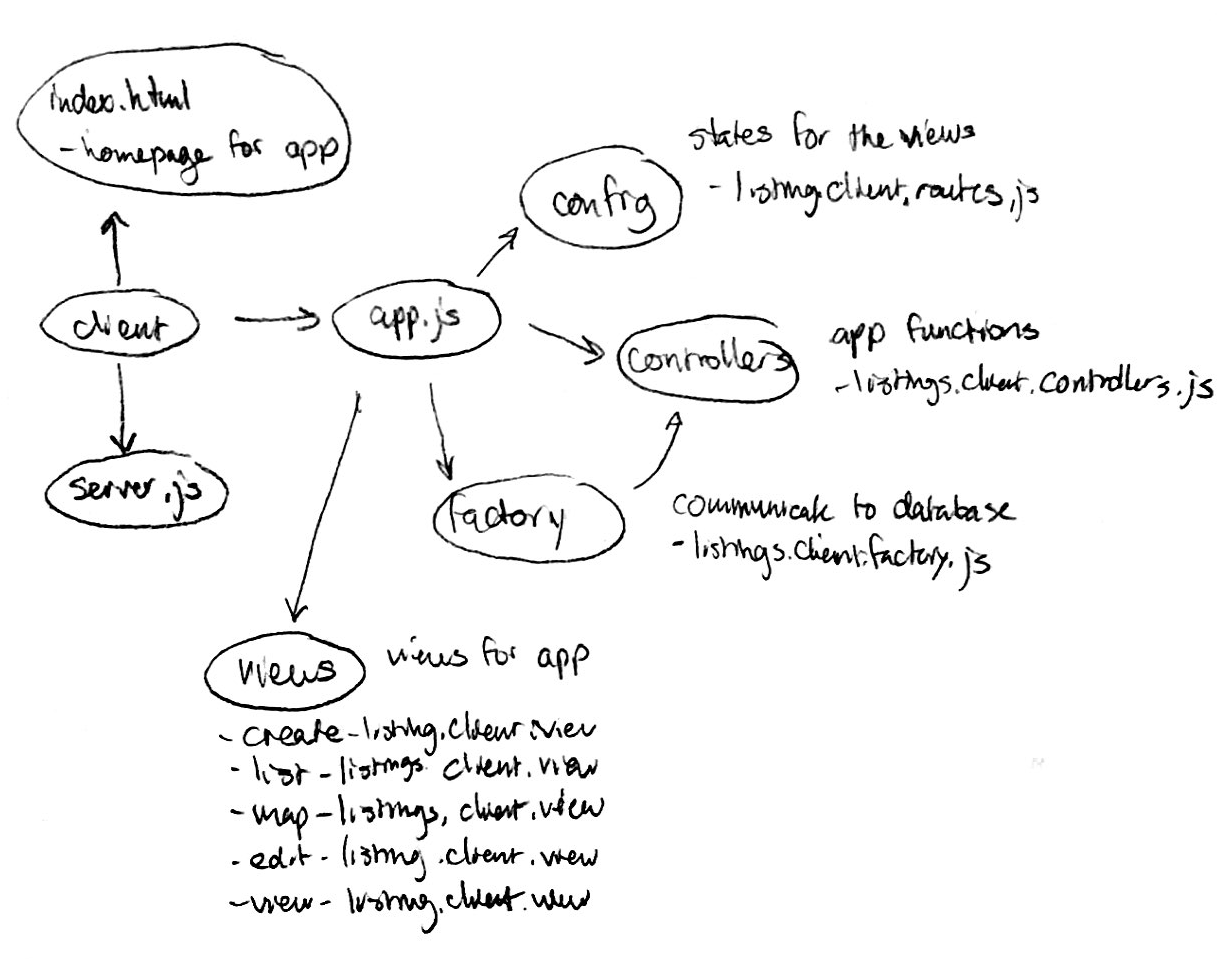 index.html
- homepage for app
states for the views
- listing.client.routes.js
config
client
app.js
controllers
app functions
- listings.client.controllers.js
server.js
factory
communicate to database
- listings.client.factory.js
views
views for app
- create-listing.client.view
- list-listings client.view
- map-listings, client.view
- edit-listing.client.view
- view-listing.client.view